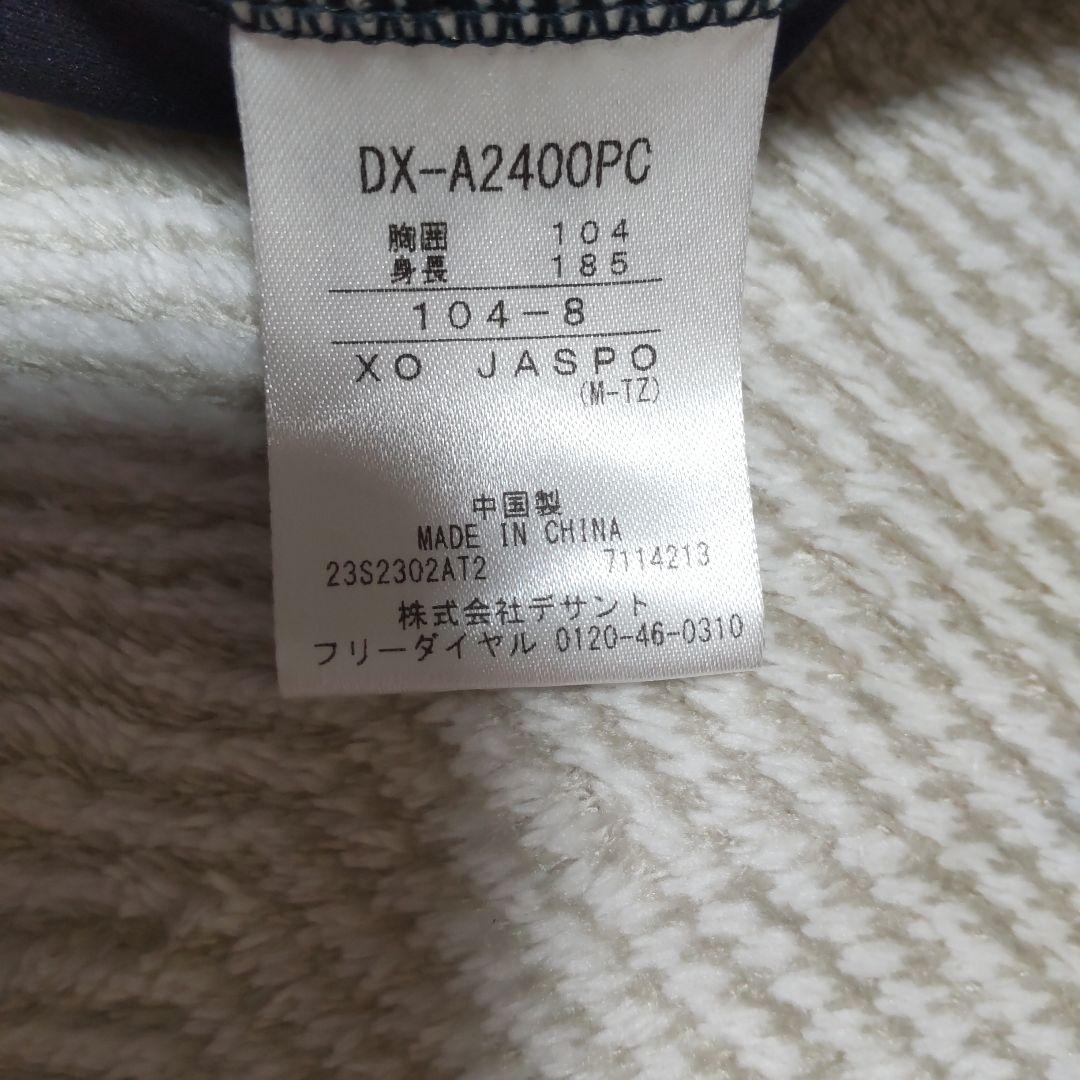 DX-A2400PC
胸囲 104
身長 185
104-8
XO JASPO
(M-TZ)
中国製
MADE IN CHINA
23S2302AT2 7114213
株式会社デサント
フリーダイヤル 0120-46-0310